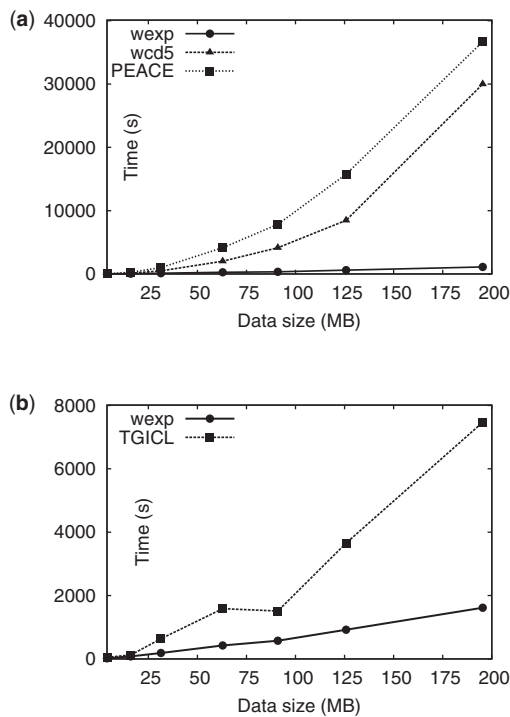 (a)
wexp
wcd5
PEACE
40000
30000
20000
10000
0
Time (s)
25 50 75 100 125 150 175 200
Data size (MB)
(b)
wexp
TGICL
8000
6000
4000
2000
0
Time (s)
25 50 75 100 125 150 175 200
Data size (MB)